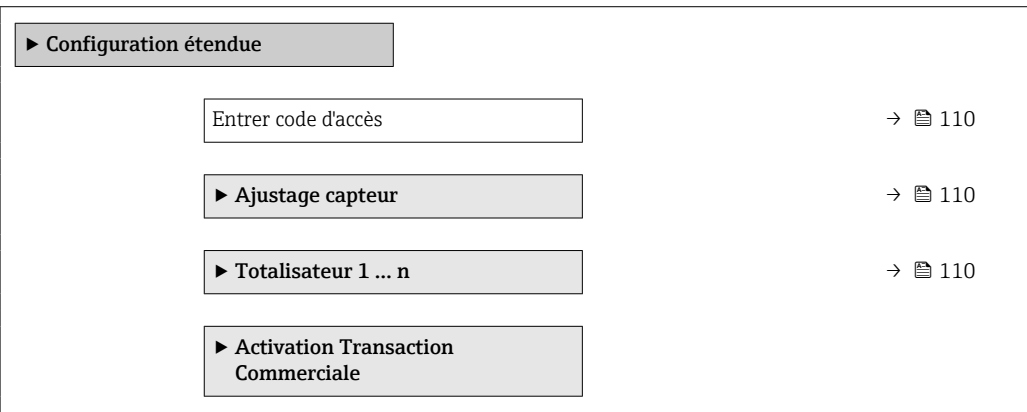 ▶ Configuration étendue
Entrer code d'accès → 110
▶ Ajustage capteur → 110
▶ Totalisateur 1 ... n → 110
▶ Activation Transaction
Commerciale